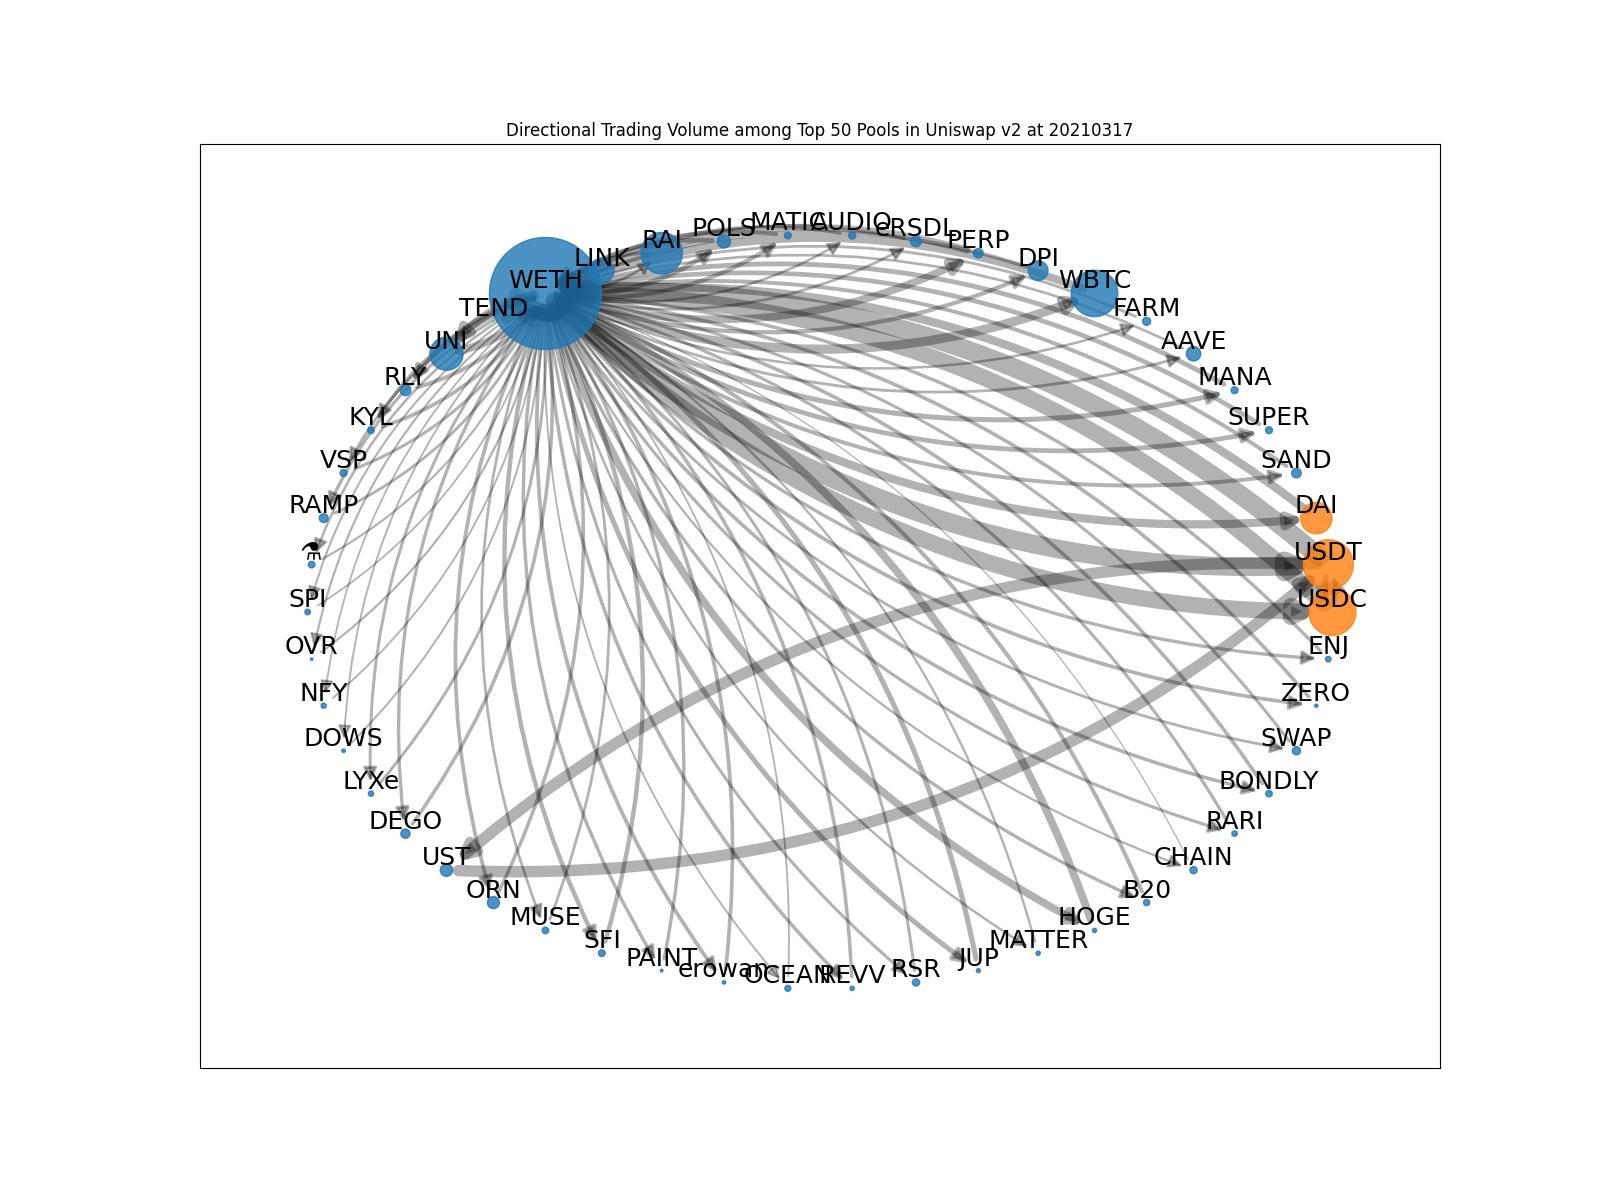 Directional Trading Volume among Top 50 Pools in Uniswap v2 at 20210317
MATIC
AUDIO
POLS
cRSDL
RAI
PERP
LINK
DPI
WETH
WBTC
TEND
FARM
UNI
AAVE
RLY
MANA
KYL
SUPER
VSP
SAND
RAMP
DAI
⚗
USDT
SPI
USDC
OVR
ENJ
NFY
ZERO
DOWS
SWAP
LYXe
BONDLY
DEGO
RARI
UST
CHAIN
ORN
B20
MUSE
HOGE
SFI
MATTER
PAINT
JUP
erowan
RSR
OCEAN
REVV